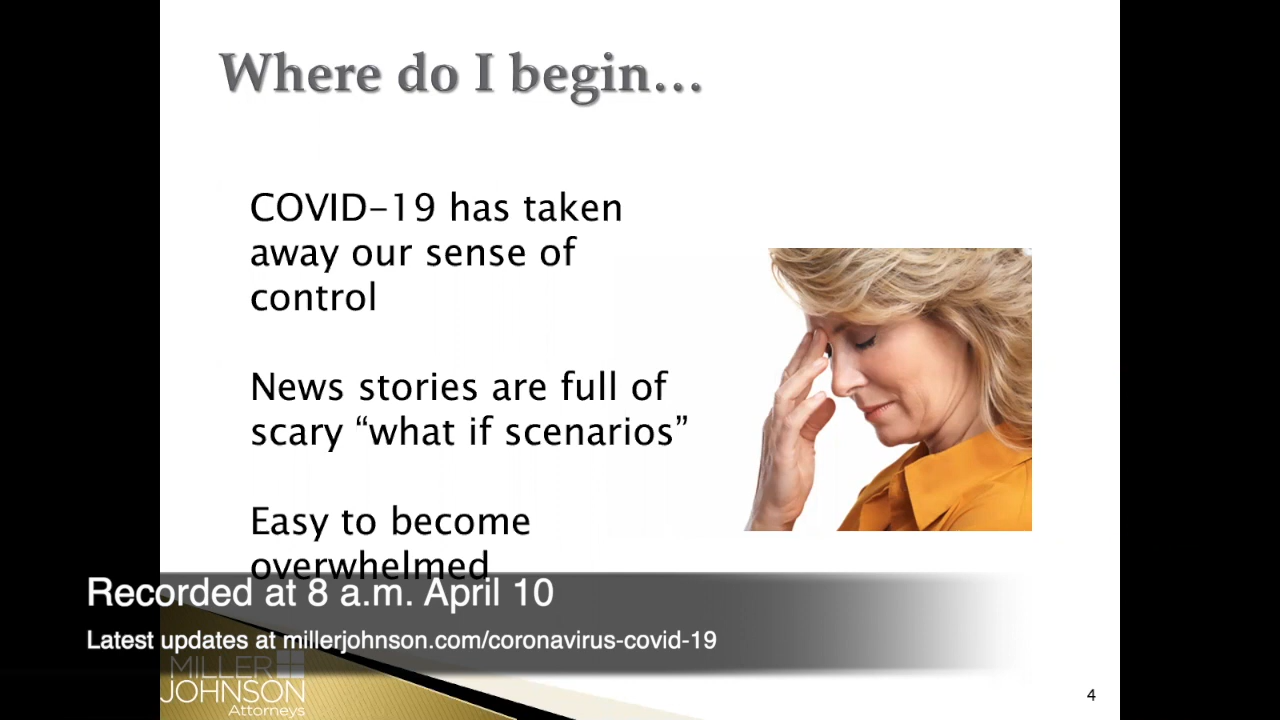 Where do I begin...
COVID-19 has taken
away our sense of
control
News stories are full of
scary “what if scenarios”
Easy to become
overwhelmed
Recorded at 8 a.m. April 10
Latest updates at millerjohnson.com/coronavirus-covid-19
MILLER
JOHNSON
Attorneys
4